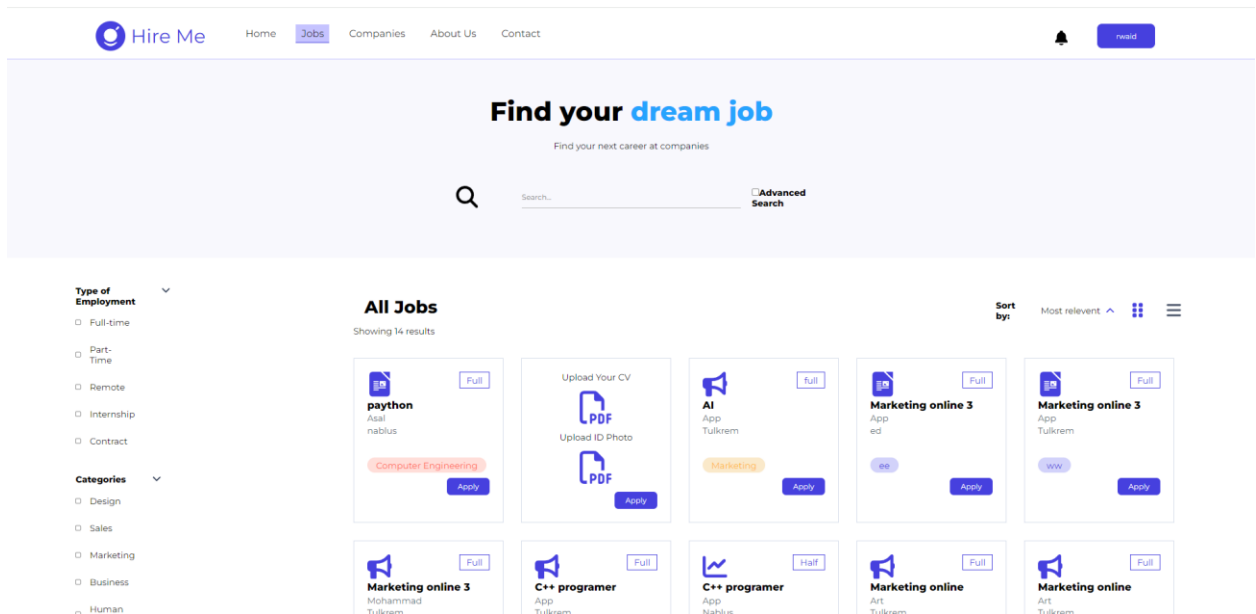 Hire Me
Home Jobs Companies About Us Contact
rwaid
Find your dream job
Find your next career at companies
Search...
Advanced
Search
Type of
Employment
Full-time
Part-
Time
Remote
Internship
Contract
Categories
Design
Sales
Marketing
Business
Human
All Jobs
Showing 14 results
Sort
by:
Most relevent
Full
paython
Asal
nablus
Computer Engineering
Apply
Upload Your CV
PDF
Upload ID Photo
PDF
Apply
full
AI
App
Tulkrem
Marketing
Apply
Full
Marketing online 3
App
ed
ee
Apply
Full
Marketing online 3
App
Tulkrem
ww
Apply
Full
Marketing online 3
Mohammad
Tulkrem
Full
C++ programer
App
Tulkrem
Half
C++ programer
App
Nablus
Full
Marketing online
Art
Tulkrem
Full
Marketing online
Art
Tulkrem